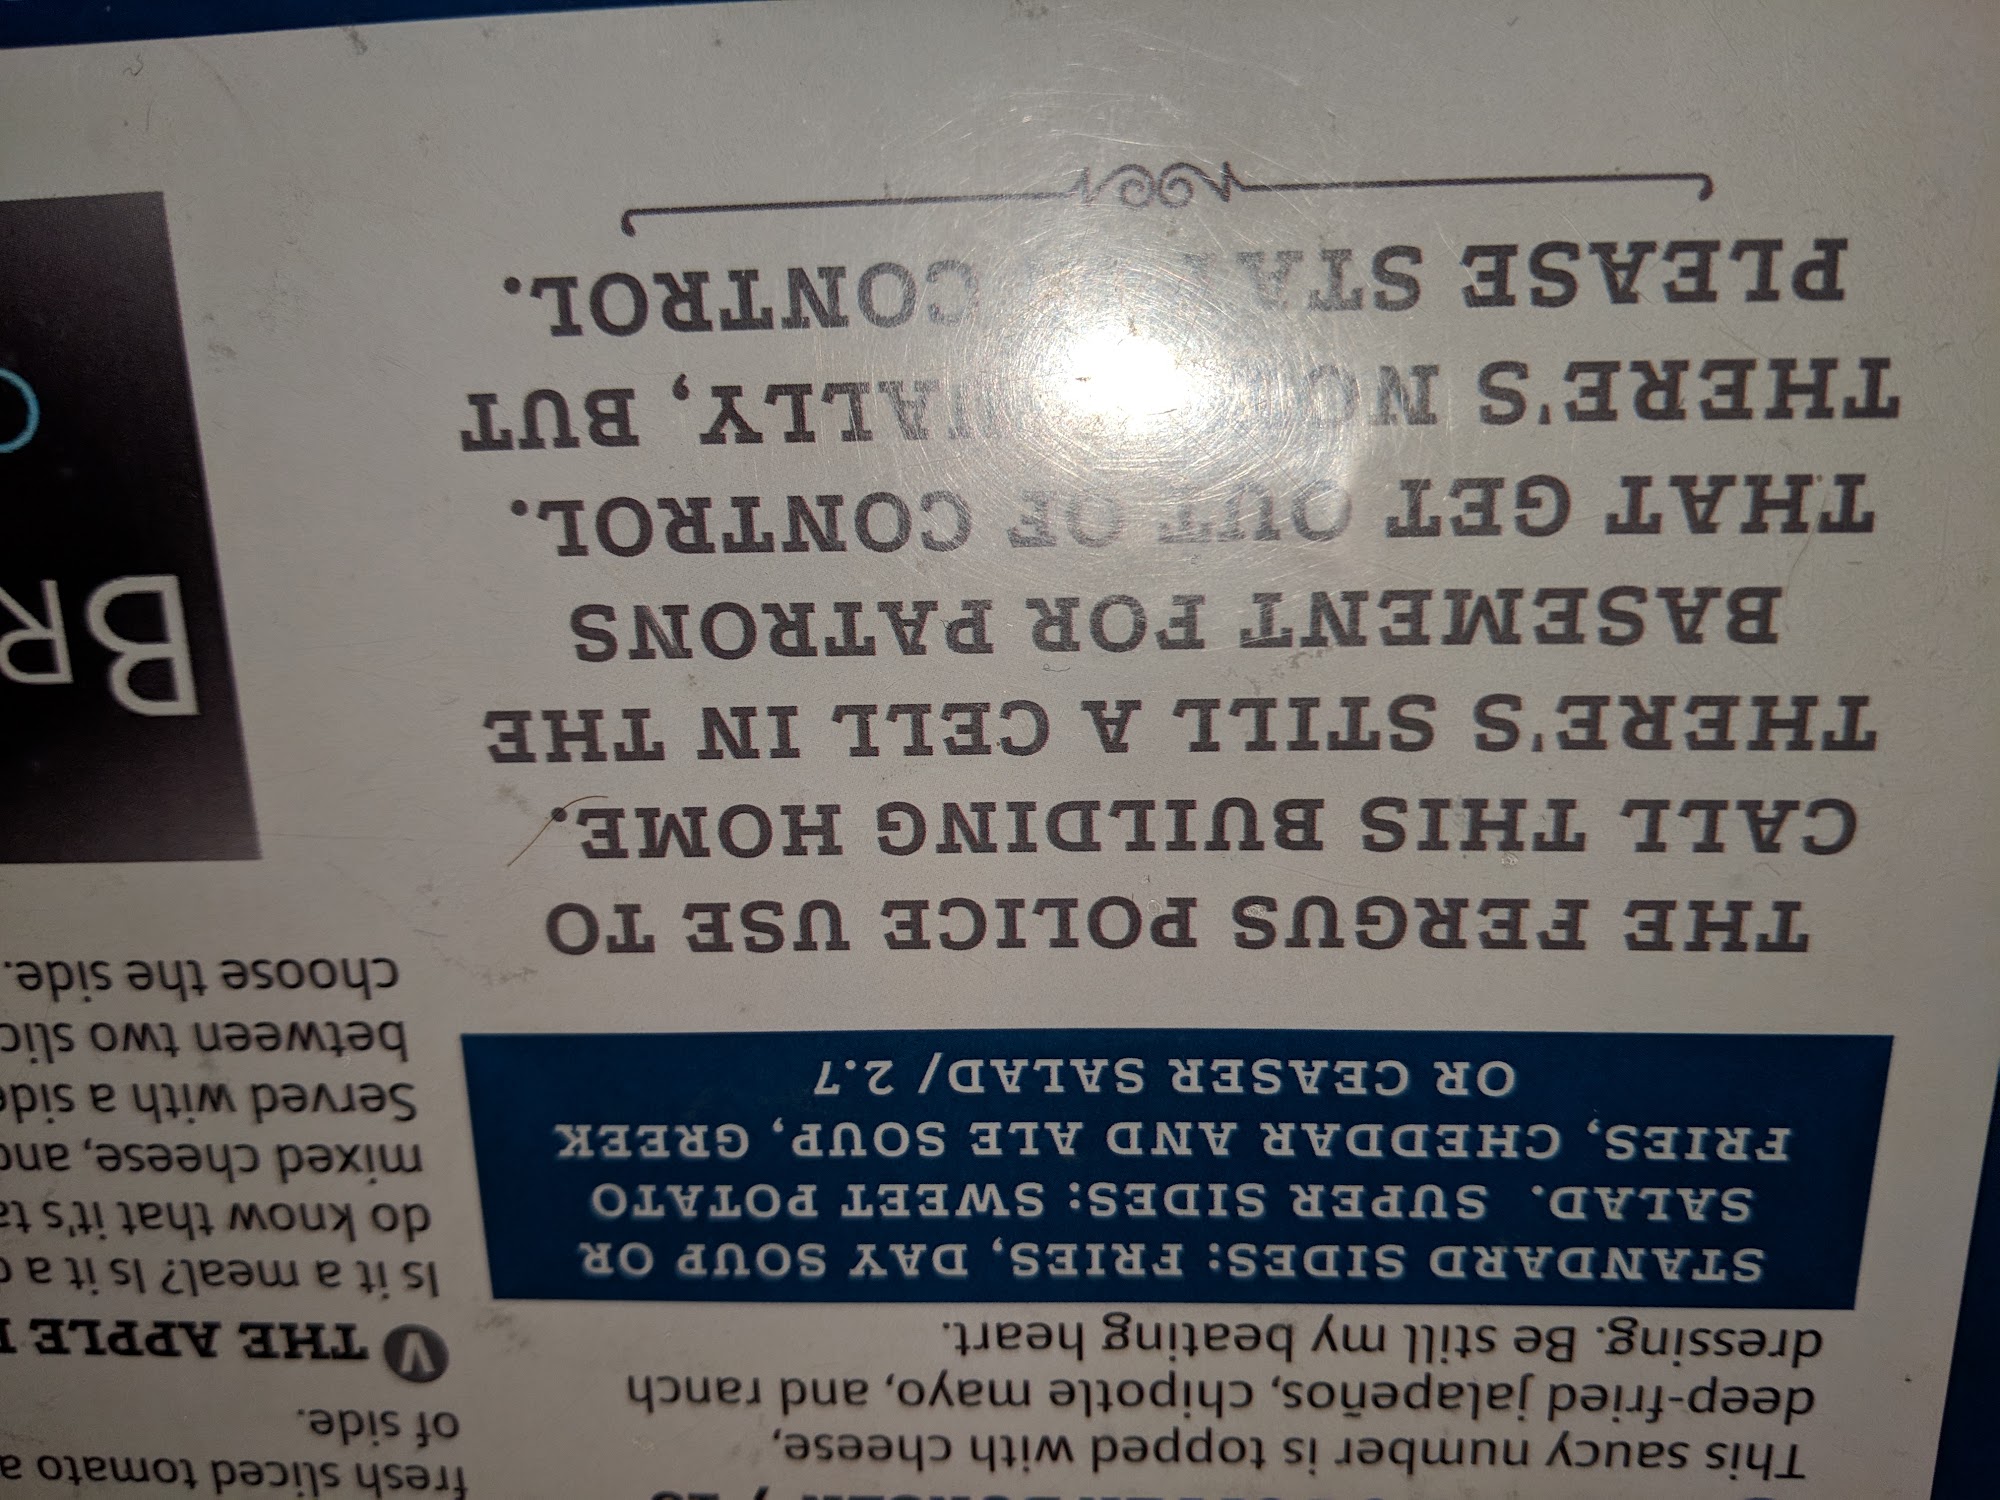 This saucy number is topped with cheese,
deep-fried jalapeños, chipotle mayo, and ranch
dressing. Be still my beating heart.
STANDARD SIDES: FRIES, DAY SOUP OR
SALAD. SUPER SIDES: SWEET POTATO
FRIES, CHEDDAR AND ALE SOUP, GREEK
OR CEASER SALAD/ 2.7
THE FERGUS POLICE USE TO
CALL THIS BUILDING HOME.
THERE'S STILL A CELL IN THE
BASEMENT FOR PATRONS
THAT GET OUT OF CONTROL.
THERE'S BUT
PLEASE CONTROL.
fresh sliced tomato
of side.
V THE APPLE
Is it a meal? Is it a
do know that it's
mixed cheese, and
Served with a
between two
choose the side.